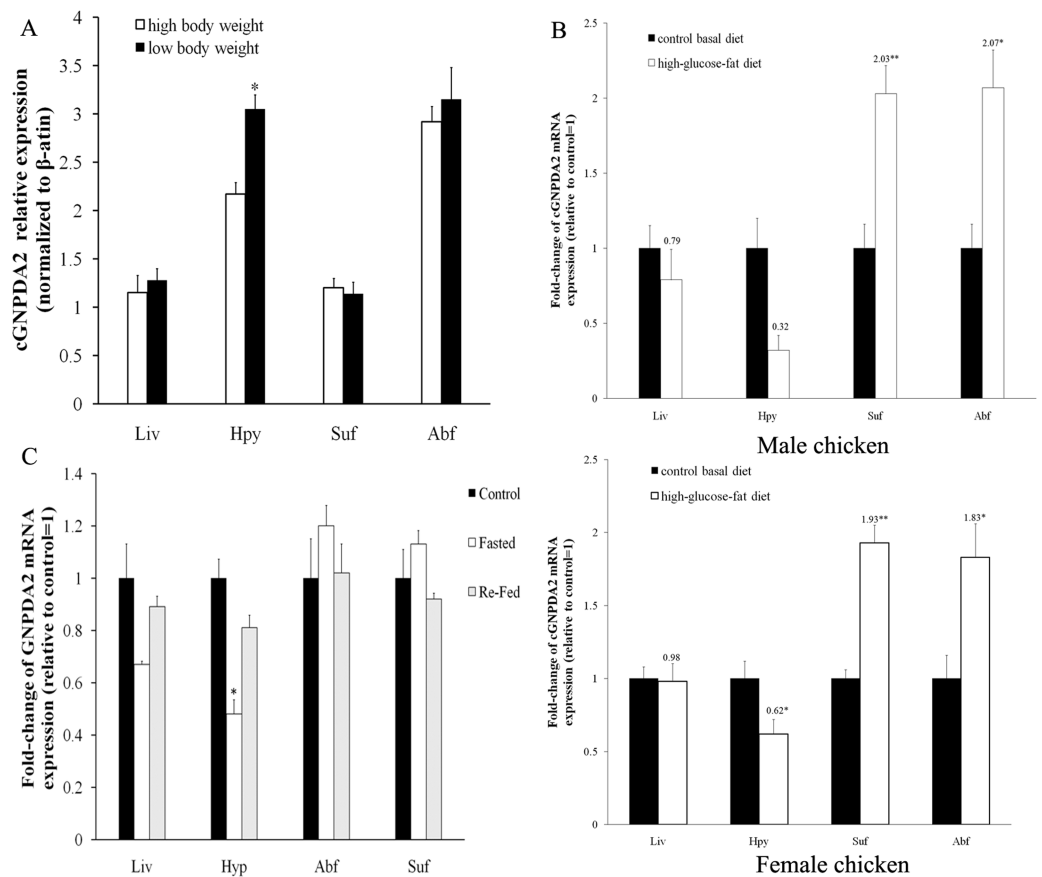 A
high body weight
low body weight
cGNPDA2 relative expression
(normalized to β-atin)
4
3.5
3
2.5
2
1.5
1
0.5
0
*
Liv
Hpy
Suf
Abf
B
control basal diet
high-glucose-fat diet
Fold-change of cGNPDA2 mRNA
expression (relative to control=1)
2.5
2
1.5
1
0.5
0
0.79
0.32
2.03**
2.07*
Liv
Hpy
Suf
Abf
Male chicken
C
Control
Fasted
Re-Fed
Fold-change of GNPDA2 mRNA
expression (relative to control=1)
1.4
1.2
1
0.8
0.6
0.4
0.2
0
*
Liv
Hyp
Abf
Suf
control basal diet
high-glucose-fat diet
Fold-change of cGNPDA2 mRNA
expression (relative to control=1)
2.5
2
1.5
1
0.5
0
0.98
0.62*
1.93**
1.83*
Liv
Hpy
Suf
Abf
Female chicken